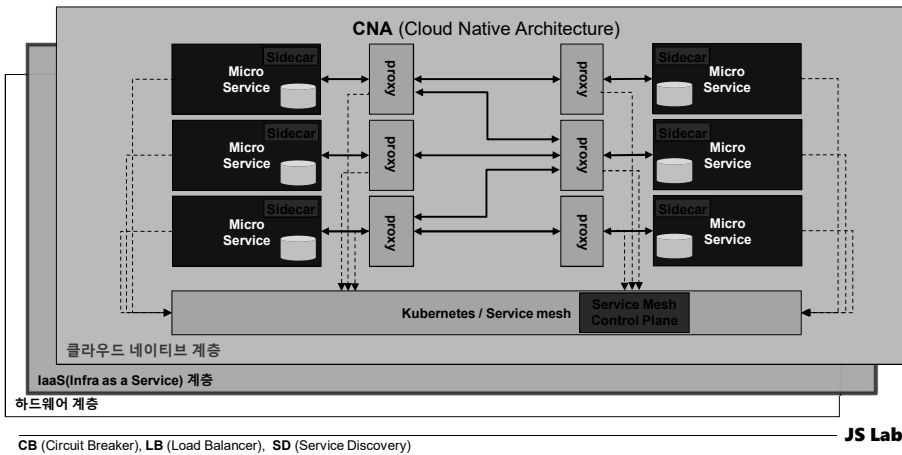 CNA (Cloud Native Architecture)
Sidecar
Micro
Service
proxy
proxy
Sidecar
Micro
Service
Sidecar
Micro
Service
proxy
proxy
Sidecar
Micro
Service
Sidecar
Micro
Service
proxy
proxy
Sidecar
Micro
Service
Kubernetes / Service mesh
Service Mesh
Control Plane
클라우드 네이티브 계층
IaaS(Infra as a Service) 계층
하드웨어 계층
JS Lab
CB (Circuit Breaker), LB (Load Balancer), SD (Service Discovery)